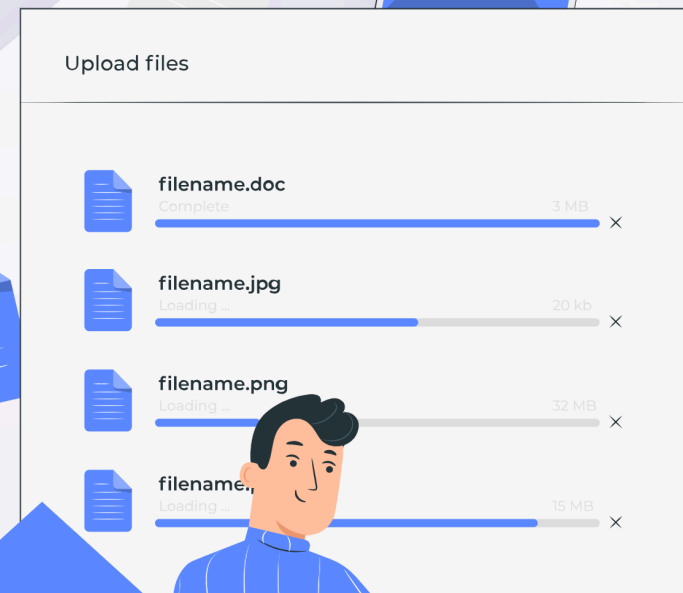 Upload files
filename.doc
Complete
3 MB
filename.jpg
Loading ...
20 kb
filename.png
Loading ...
32 MB
filename.
Loading ...
15 MB